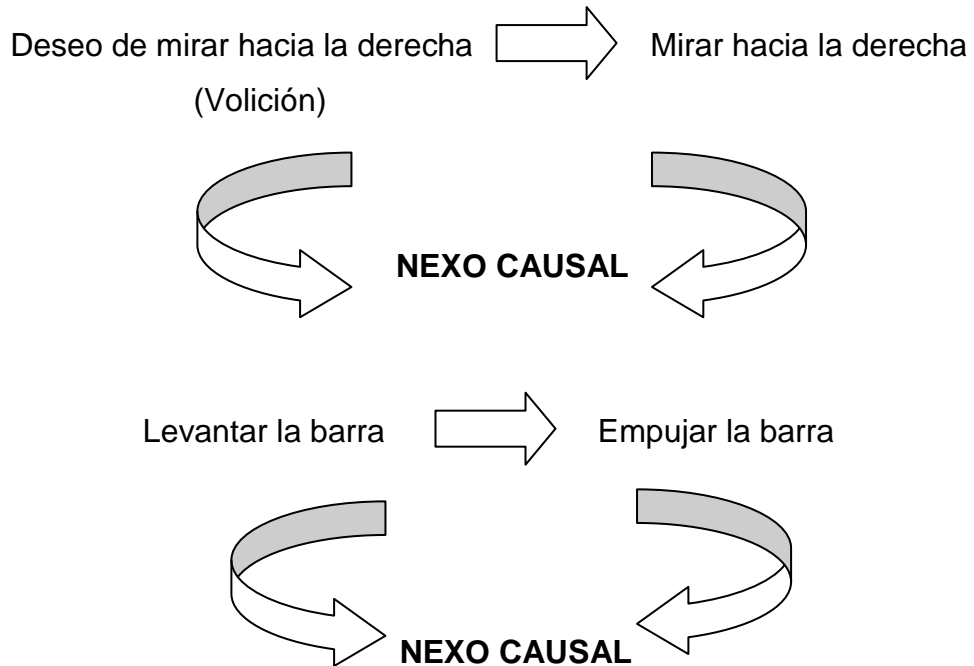 Deseo de mirar hacia la derecha Mirar hacia la derecha
(Volición)
NEXO CAUSAL
Levantar la barra Empujar la barra
NEXO CAUSAL